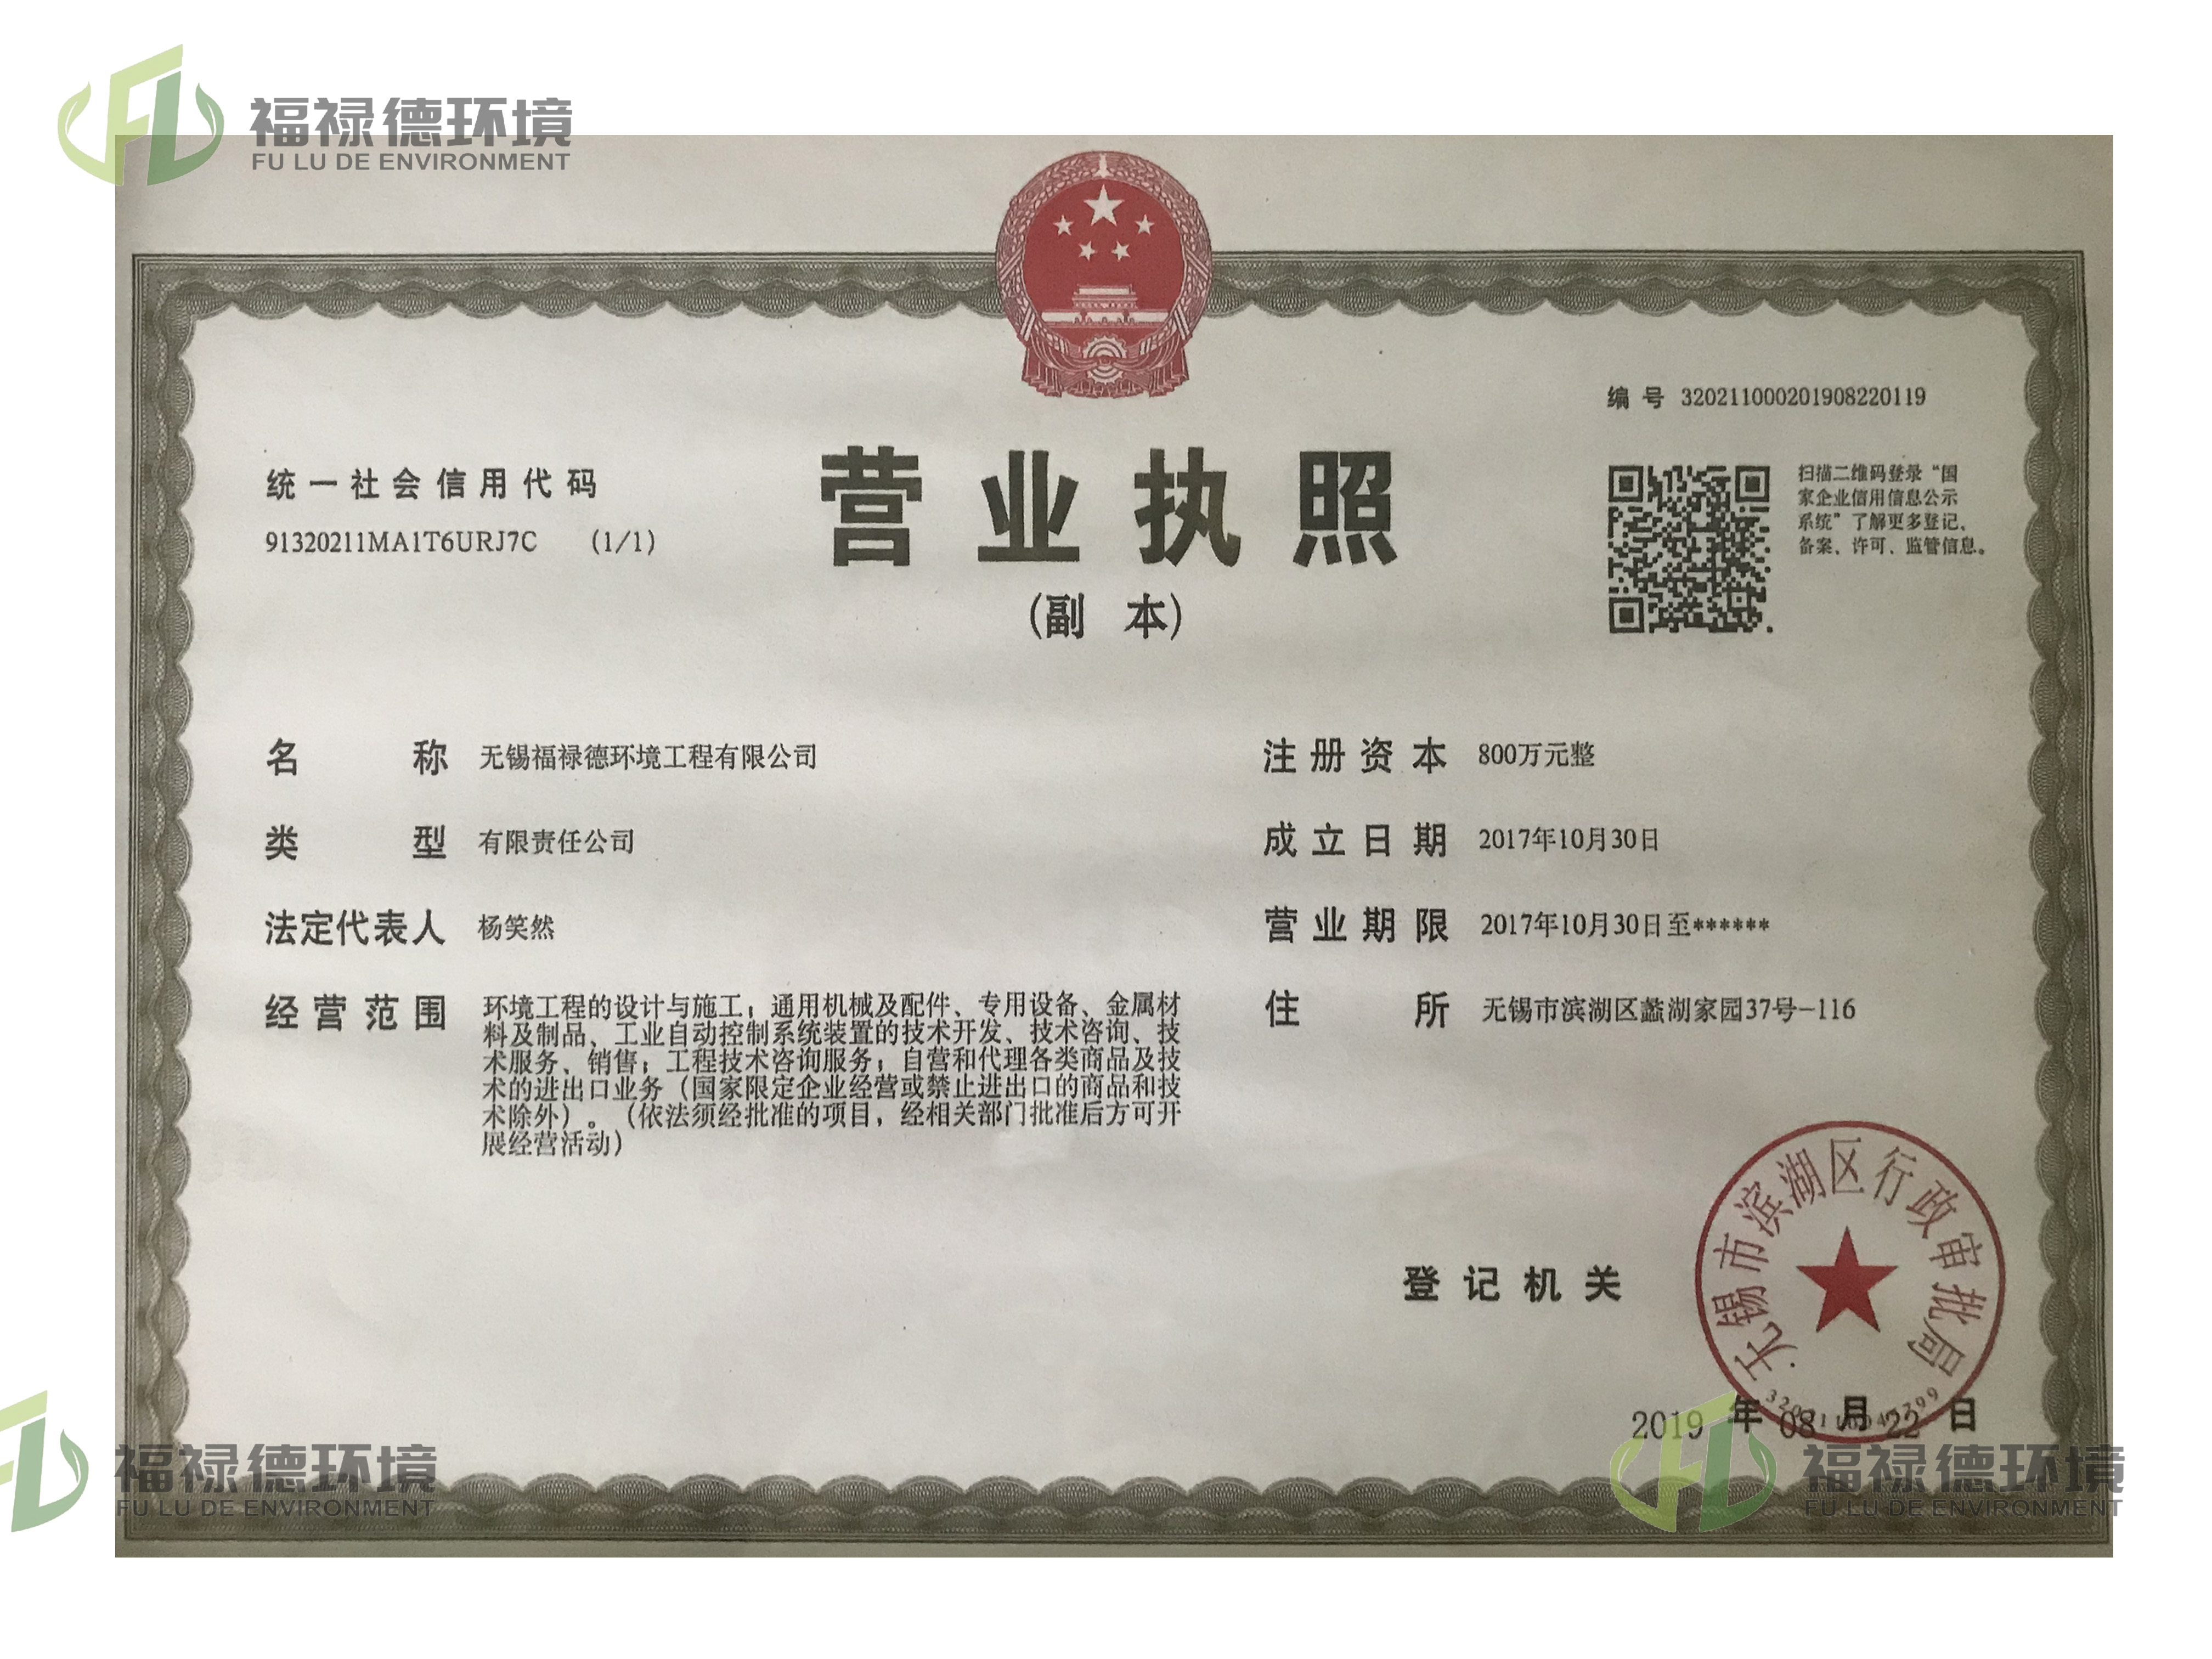 福禄德环境
FU LU DE ENVIRONMENT
编号 320211000201908220119
统一社会信用代码
91320211MA1T6URJ7C (1/1)
营业执照
(副 本)
扫描二维码登录“国
家企业信用信息公示
系统”了解更多登记、
备案、许可、监管信息。
名称 无锡福禄德环境工程有限公司
类型 有限责任公司
法定代表人 杨笑然
经营范围 环境工程的设计与施工；通用机械及配件、专用设备、金属材
料及制品、工业自动控制系统装置的技术开发、技术咨询、技
术服务、销售；工程技术咨询服务；自营和代理各类商品及技
术的进出口业务（国家限定企业经营或禁止进出口的商品和技
术除外）。（依法须经批准的项目，经相关部门批准后方可开
展经营活动）
注册资本 800万元整
成立日期 2017年10月30日
营业期限 2017年10月30日至******
住所 无锡市滨湖区蠡湖家园37号-116
登记机关
无锡市滨湖区行政审批局
2019 年 08 月 22 日
福禄德环境
FU LU DE ENVIRONMENT
福禄德环境
FU LU DE ENVIRONMENT